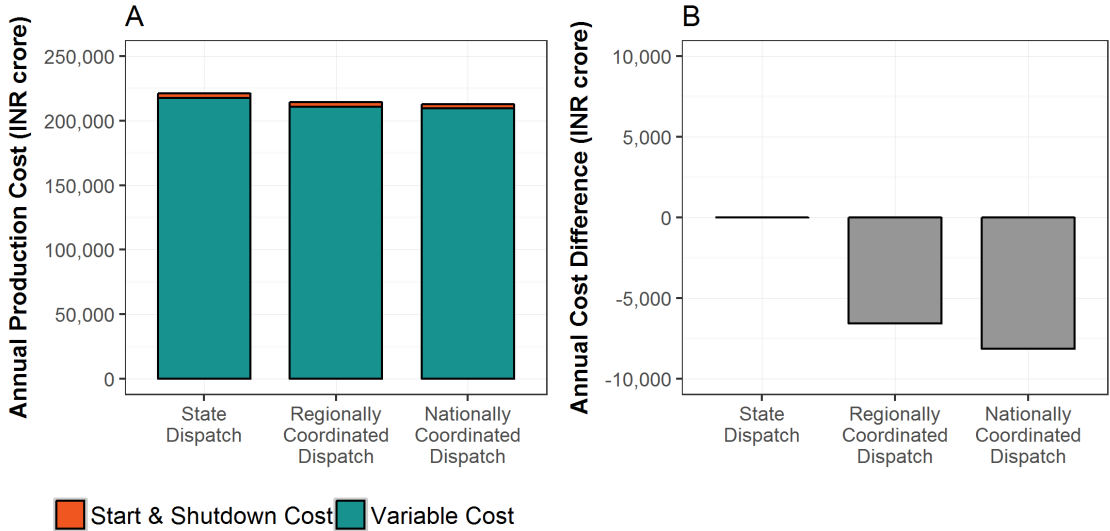 A
Annual Production Cost (INR crore)
250,000
200,000
150,000
100,000
50,000
0
State
Dispatch
Regionally
Coordinated
Dispatch
Nationally
Coordinated
Dispatch
B
Annual Cost Difference (INR crore)
10,000
5,000
0
-5,000
-10,000
State
Dispatch
Regionally
Coordinated
Dispatch
Nationally
Coordinated
Dispatch
Start & Shutdown Cost
Variable Cost